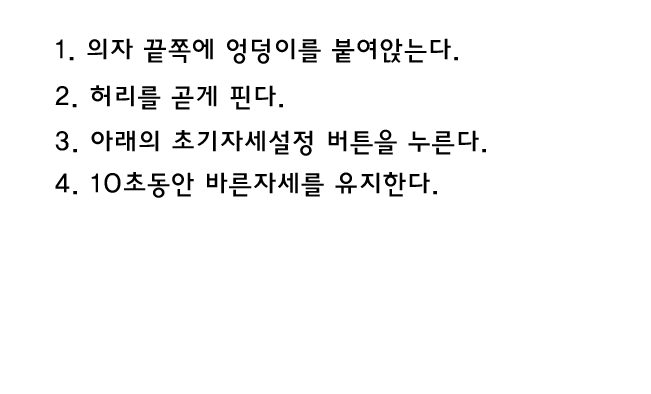 1. 의자 끝쪽에 엉덩이를 붙여앉는다.
2. 허리를 곧게 핀다.
3. 아래의 초기자세설정 버튼을 누른다.
4. 10초동안 바른자세를 유지한다.